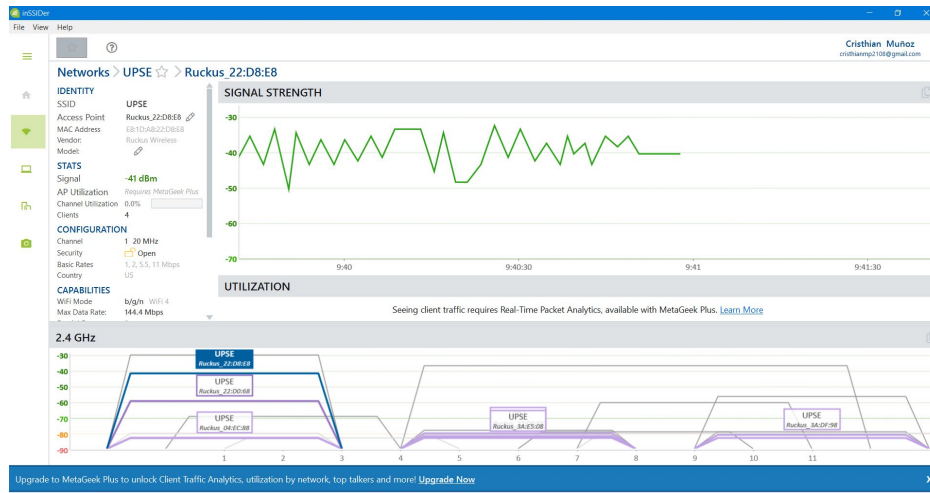 inSSIDer
File View Help
Cristhian Muñoz
cristhianmp2108@gmail.com
Networks > UPSE > Ruckus_22:D8:E8
IDENTITY
SSID UPSE
Access Point Ruckus_22:D8:E8
MAC Address E8:1D:A8:22:D8:E8
Vendor: Ruckus Wireless
Model:
STATS
Signal -41 dBm
AP Utilization Requires MetaGeek Plus
Channel Utilization 0.0%
Clients 4
CONFIGURATION
Channel 1 20 MHz
Security Open
Basic Rates 1, 2, 5.5, 11 Mbps
Country US
CAPABILITIES
WiFi Mode b/g/n WiFi 4
Max Data Rate: 144.4 Mbps
SIGNAL STRENGTH
-30
-40
-50
-60
-70
9:40 9:40:30 9:41 9:41:30
UTILIZATION
Seeing client traffic requires Real-Time Packet Analytics, available with MetaGeek Plus. Learn More
2.4 GHz
-30
-40
-50
-60
-70
-80
-90
UPSE
Ruckus_22:D8:E8
UPSE
Ruckus_22:D0:68
UPSE
Ruckus_04:EC:88
UPSE
Ruckus_3A:E5:08
UPSE
Ruckus_3A:DF:98
1 2 3 4 5 6 7 8 9 10 11
Upgrade to MetaGeek Plus to unlock Client Traffic Analytics, utilization by network, top talkers and more! Upgrade Now